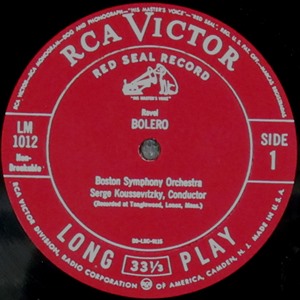 RCA VICTOR
RED SEAL RECORD
"HIS MASTER'S VOICE"
Ravel
BOLERO
LM
1012
Non-
Breakable
SIDE
1
Boston Symphony Orchestra
Serge Koussevitzky, Conductor
(Recorded at Tanglewood, Lenox, Mass.)
LONG 33⅓ PLAY
RCA VICTOR DIVISION, RADIO CORPORATION OF AMERICA, CAMDEN, N. J. MADE IN U. S. A.